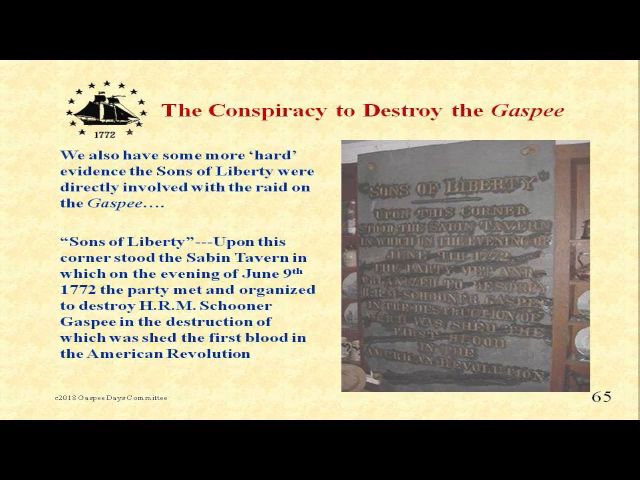 1772
The Conspiracy to Destroy the Gaspee
We also have some more ‘hard’
evidence the Sons of Liberty were
directly involved with the raid on
the Gaspee….
“Sons of Liberty”---Upon this
corner stood the Sabin Tavern in
which on the evening of June 9th
1772 the party met and organized
to destroy H.R.M. Schooner
Gaspee in the destruction of
which was shed the first blood in
the American Revolution
"SONS OF LIBERTY"
UPON THIS CORNER
STOOD THE SABIN TAVERN
IN WHICH IN THE EVENING OF
JUNE 9TH 1772
THE PARTY MET AND
ORGANIZED TO DESTROY
H.B.M. SCHOONER GASPEE
IN THE DESTRUCTION OF
WHICH WAS SHED THE
FIRST BLOOD
IN THE
AMERICAN REVOLUTION
c2018 Gaspee Days Committee
65